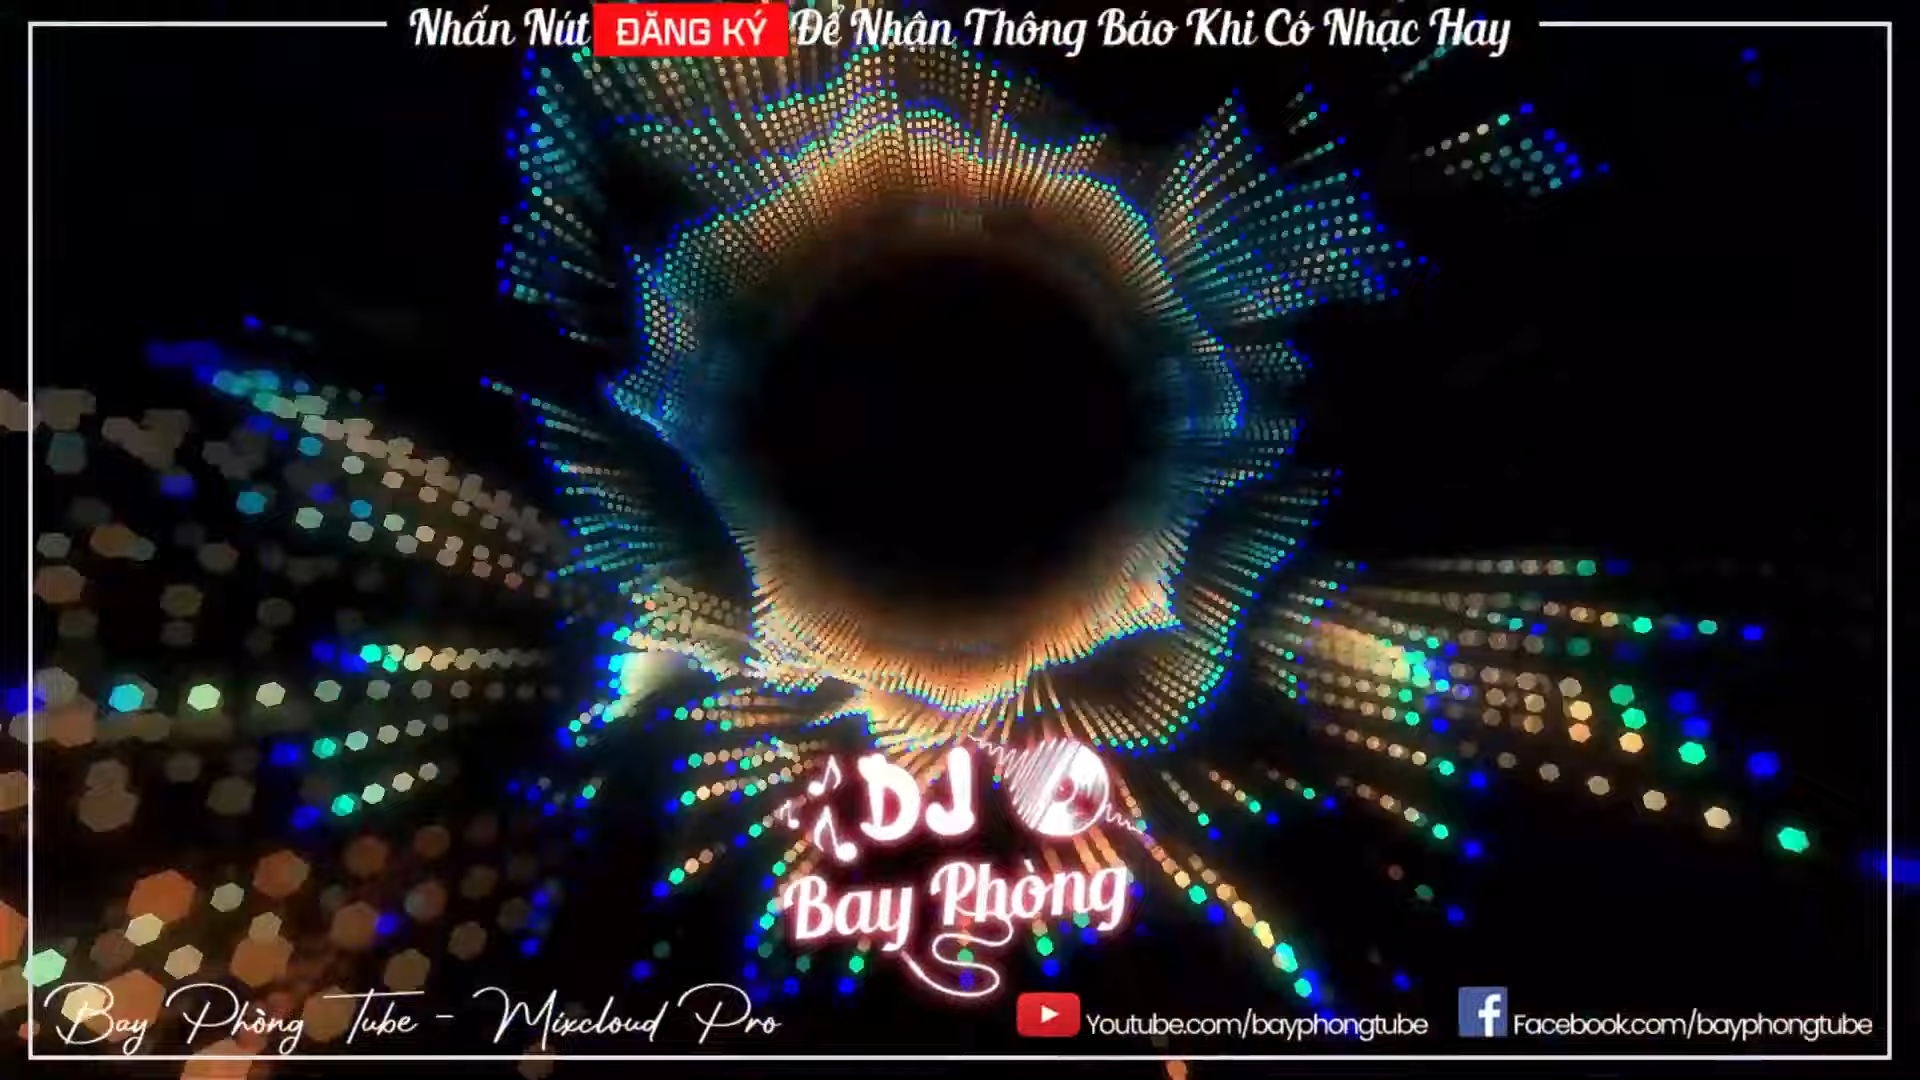 Nhấn Nút ĐĂNG KÝ Để Nhận Thông Báo Khi Có Nhạc Hay
DJ
Bay Phòng
Bay Phòng Tube - Mixcloud Pro
Youtube.com/bayphongtube
Facebook.com/bayphongtube